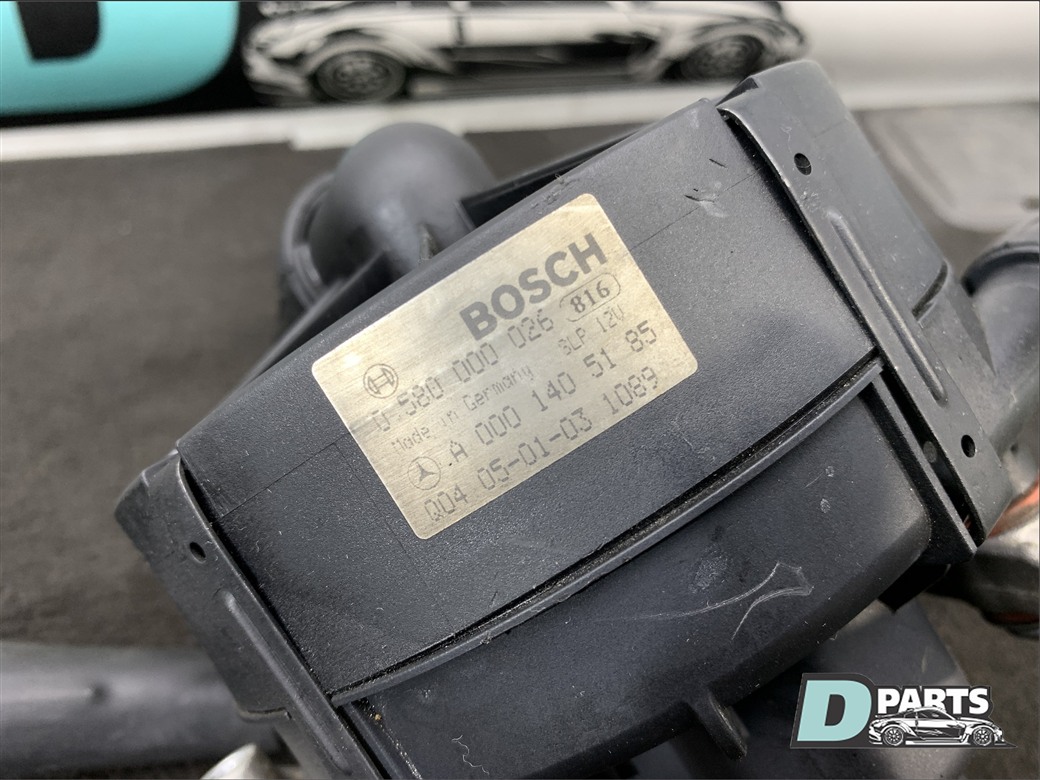 BOSCH
0 580 000 026 816
Made in Germany SLP 12V
A 000 140 51 85
Q04 05-01-03 1089
D PARTS